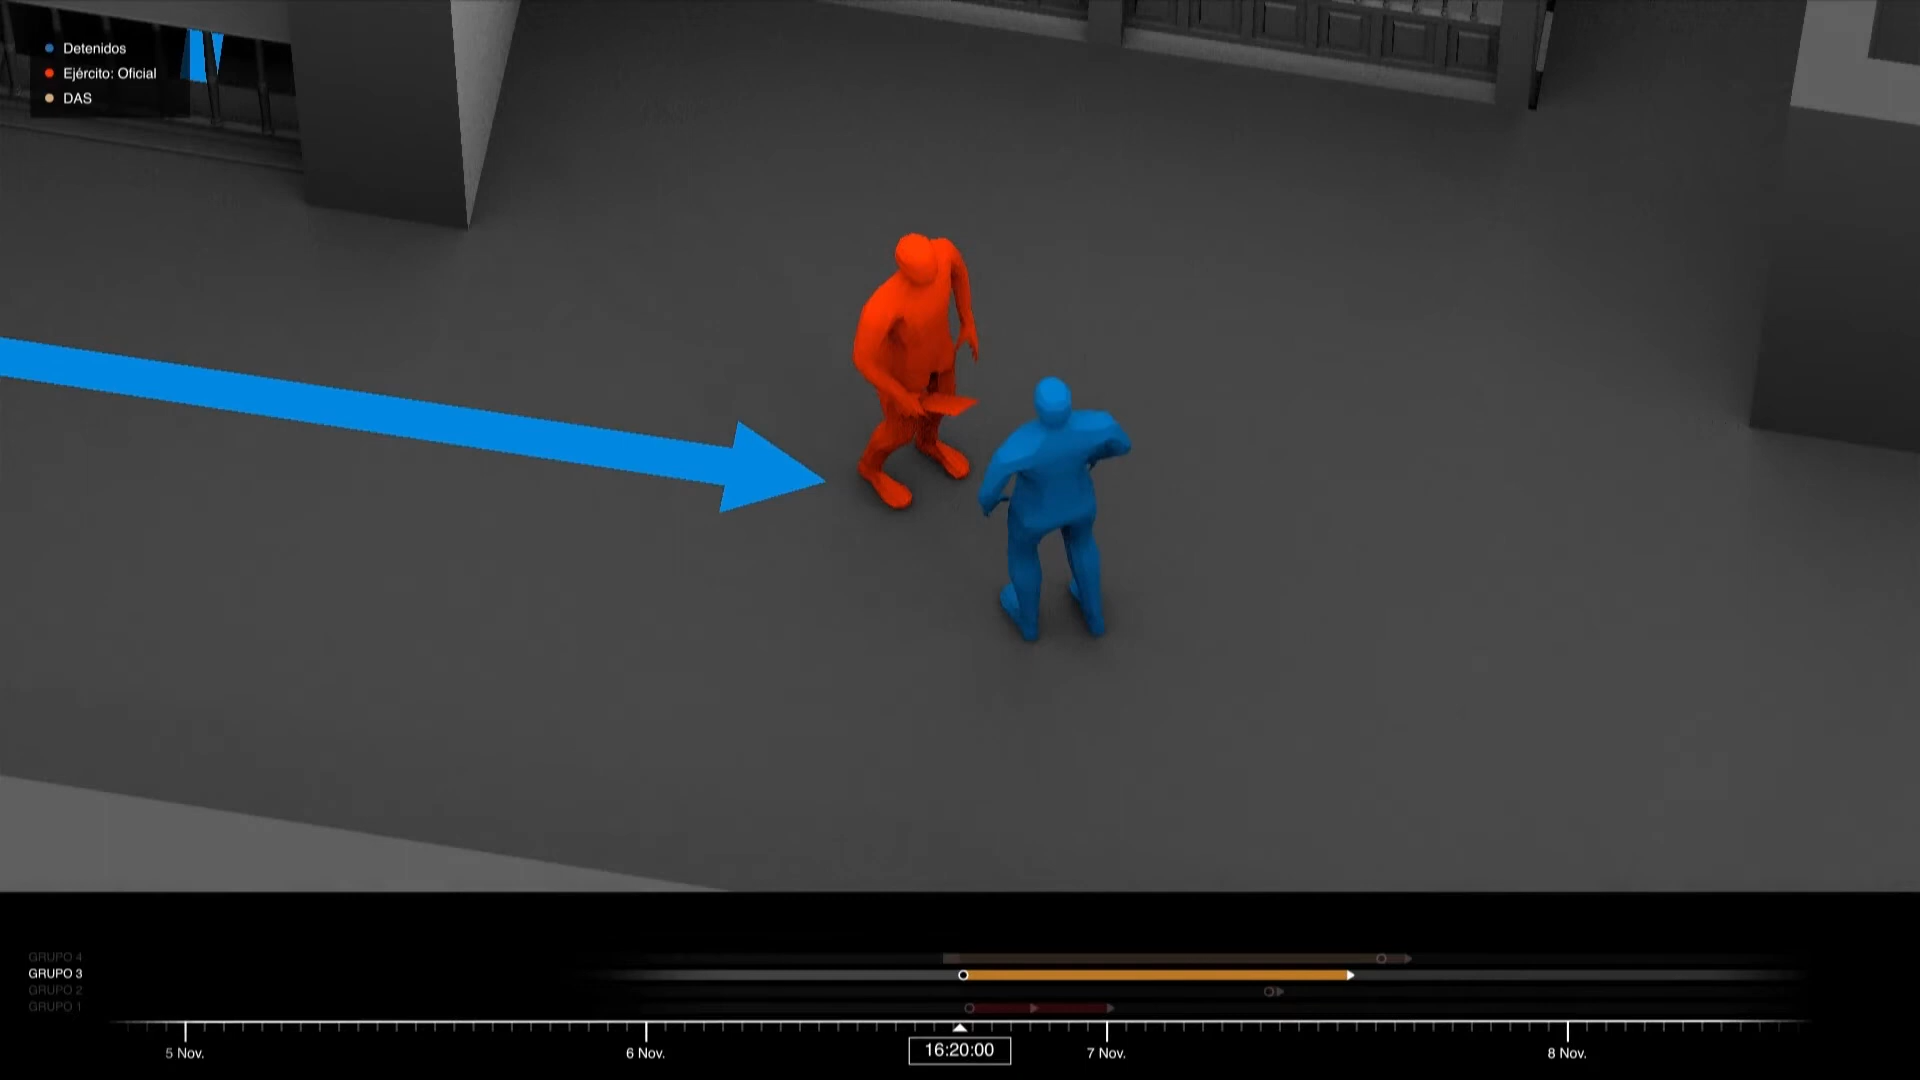 Detenidos
Ejército: Oficial
DAS
GRUPO 4
GRUPO 3
GRUPO 2
GRUPO 1
5 Nov.
6 Nov.
16:20:00
7 Nov.
8 Nov.